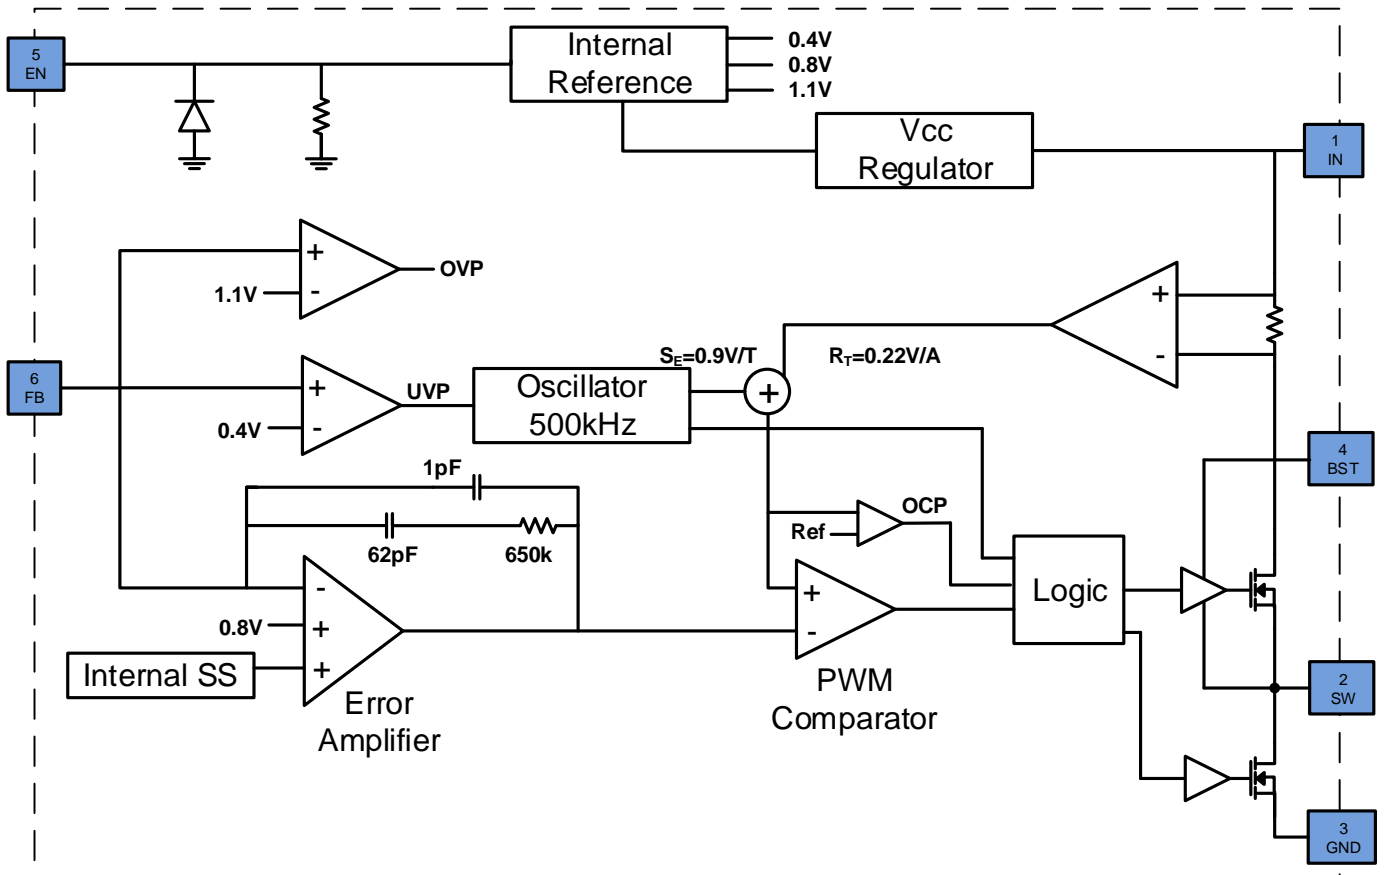 5
EN
Internal
Reference
0.4V
0.8V
1.1V
Vcc
Regulator
1
IN
+
-
1.1V
OVP
+
-
SE=0.9V/T
RT=0.22V/A
6
FB
+
-
0.4V
UVP
Oscillator
500kHz
+
4
BST
1pF
62pF
650k
Ref
OCP
-
+
+
0.8V
Internal SS
Error
Amplifier
+
-
PWM
Comparator
Logic
2
SW
3
GND